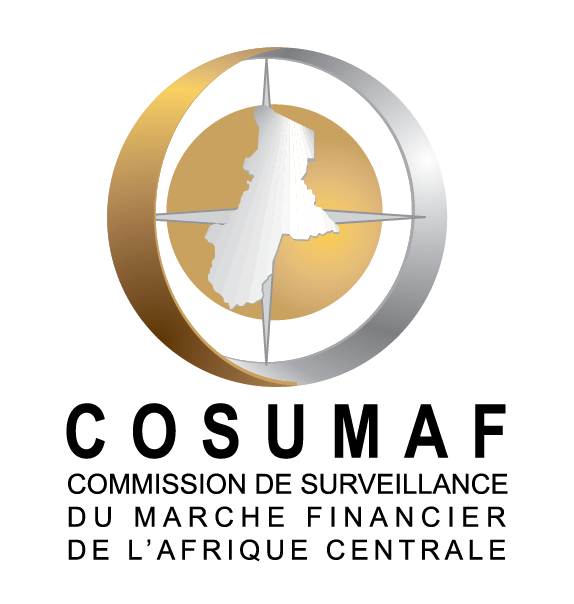 COSUMAF
COMMISSION DE SURVEILLANCE
DU MARCHE FINANCIER
DE L'AFRIQUE CENTRALE